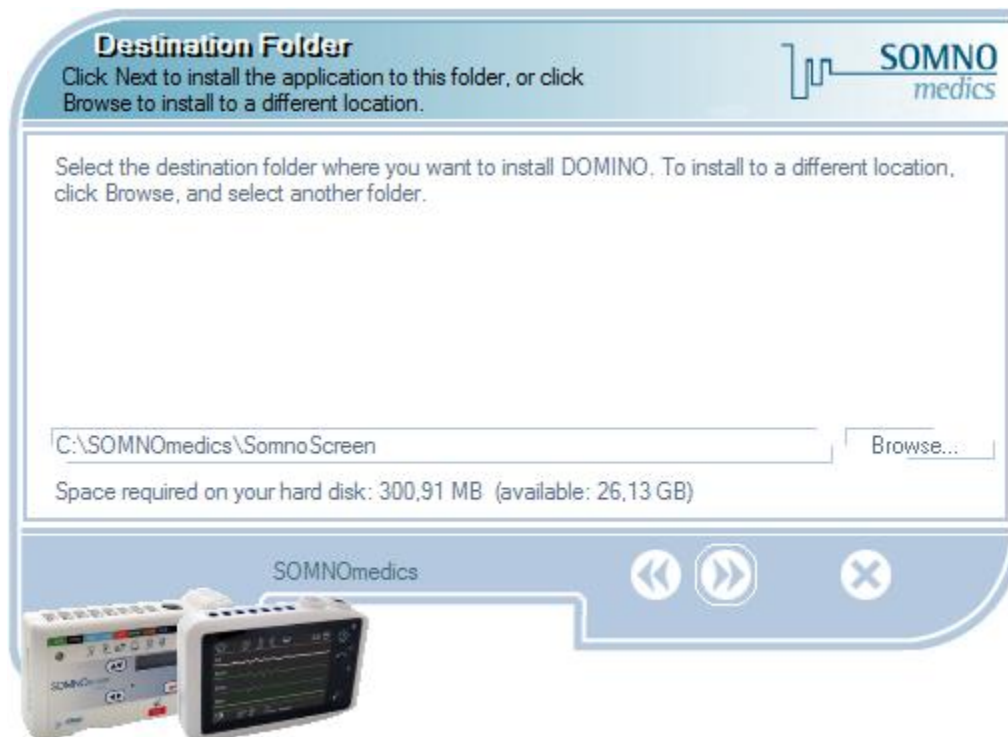 Destination Folder
Click Next to install the application to this folder, or click
Browse to install to a different location.
SOMNO
medics
Select the destination folder where you want to install DOMINO. To install to a different location,
click Browse, and select another folder.
C:\SOMNOmedics\SomnoScreen
Browse...
Space required on your hard disk: 300,91 MB (available: 26,13 GB)
SOMNOmedics